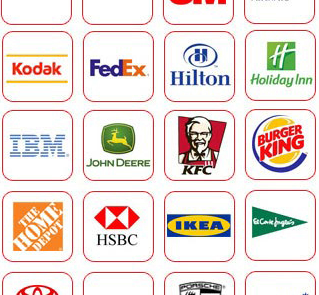 3M
Kodak
FedEx.
Hilton
Holiday Inn
IBM.
JOHN DEERE
KFC
BURGER
KING
THE
HOME
DEPOT
HSBC
IKEA
El Corte Inglés
PORSCHE